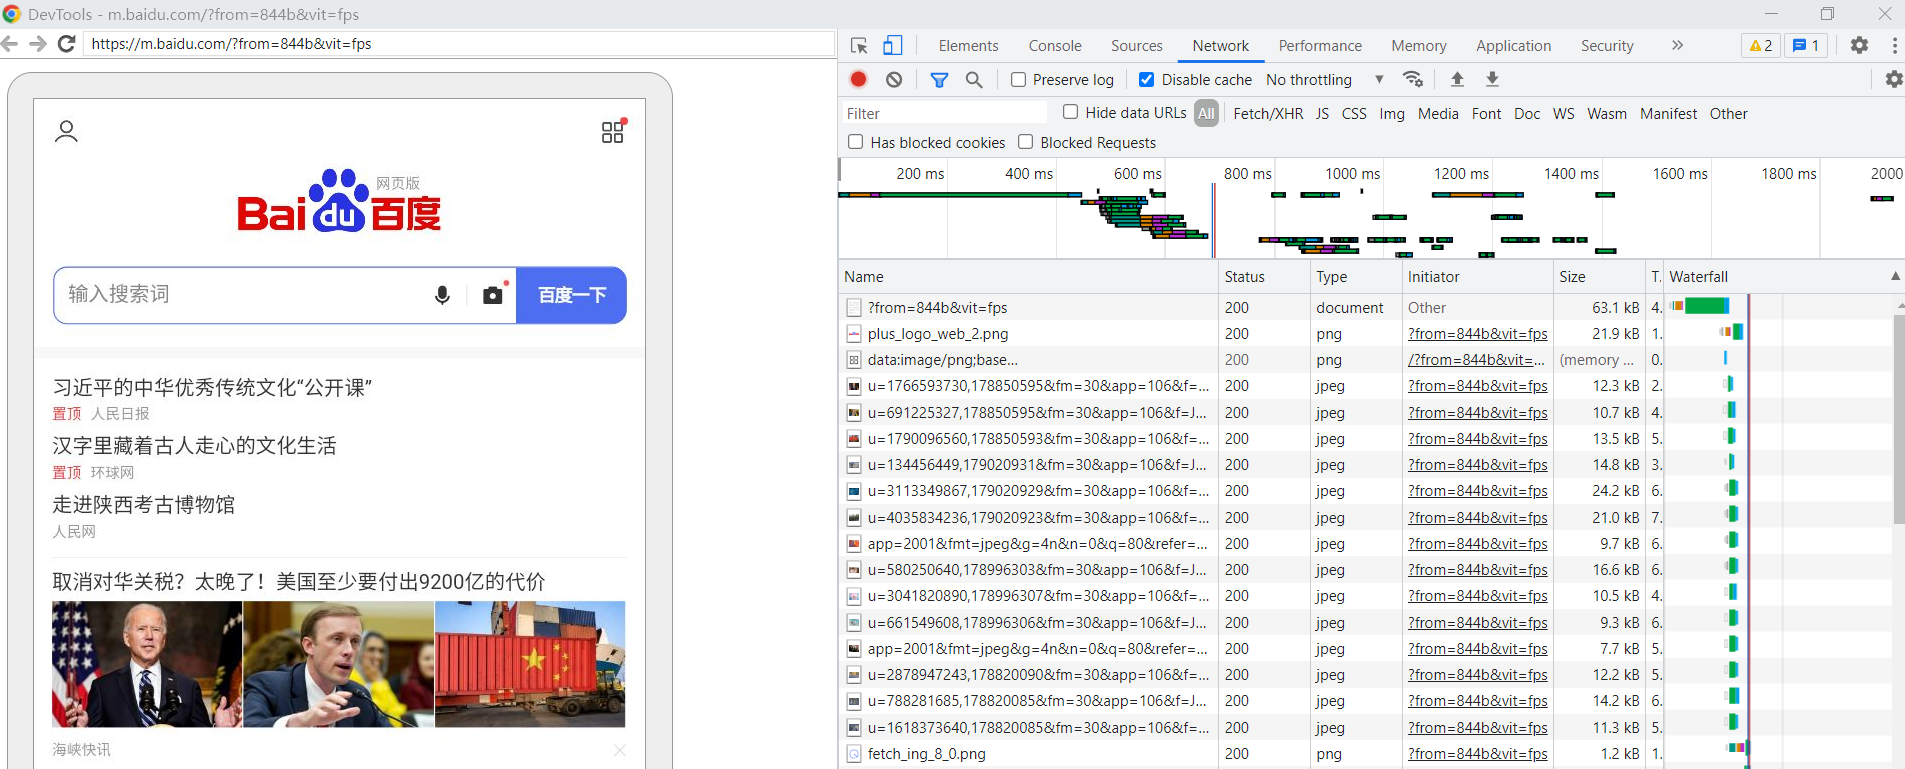 DevTools - m.baidu.com/?from=844b&vit=fps
https://m.baidu.com/?from=844b&vit=fps
网页版
Bai du 百度
输入搜索词
百度一下
习近平的中华优秀传统文化“公开课”
置顶 人民日报
汉字里藏着古人走心的文化生活
置顶 环球网
走进陕西考古博物馆
人民网
取消对华关税？太晚了！美国至少要付出9200亿的代价
海峡快讯
Elements Console Sources Network Performance Memory Application Security 2 1
Preserve log Disable cache No throttling
Filter Hide data URLs All Fetch/XHR JS CSS Img Media Font Doc WS Wasm Manifest Other
Has blocked cookies Blocked Requests
200 ms 400 ms 600 ms 800 ms 1000 ms 1200 ms 1400 ms 1600 ms 1800 ms 2000
Name Status Type Initiator Size T. Waterfall
?from=844b&vit=fps 200 document Other 63.1 kB 4.
plus_logo_web_2.png 200 png ?from=844b&vit=fps 21.9 kB 1.
data:image/png;base... 200 png /?from=844b&vit=... (memory ... 0.
u=1766593730,178850595&fm=30&app=106&f=... 200 jpeg ?from=844b&vit=fps 12.3 kB 2.
u=691225327,178850595&fm=30&app=106&f=J... 200 jpeg ?from=844b&vit=fps 10.7 kB 4.
u=1790096560,178850593&fm=30&app=106&f=... 200 jpeg ?from=844b&vit=fps 13.5 kB 5.
u=134456449,179020931&fm=30&app=106&f=J... 200 jpeg ?from=844b&vit=fps 14.8 kB 3.
u=3113349867,179020929&fm=30&app=106&f=... 200 jpeg ?from=844b&vit=fps 24.2 kB 6.
u=4035834236,179020923&fm=30&app=106&f=... 200 jpeg ?from=844b&vit=fps 21.0 kB 7.
app=2001&fmt=jpeg&g=4n&n=0&q=80&refer=... 200 jpeg ?from=844b&vit=fps 9.7 kB 6.
u=580250640,178996303&fm=30&app=106&f=J... 200 jpeg ?from=844b&vit=fps 16.6 kB 6.
u=3041820890,178996307&fm=30&app=106&f=... 200 jpeg ?from=844b&vit=fps 10.5 kB 4.
u=661549608,178996306&fm=30&app=106&f=J... 200 jpeg ?from=844b&vit=fps 9.3 kB 6.
app=2001&fmt=jpeg&g=4n&n=0&q=80&refer=... 200 jpeg ?from=844b&vit=fps 7.7 kB 5.
u=2878947243,178820090&fm=30&app=106&f=... 200 jpeg ?from=844b&vit=fps 12.2 kB 5.
u=788281685,178820085&fm=30&app=106&f=J... 200 jpeg ?from=844b&vit=fps 14.2 kB 6.
u=1618373640,178820085&fm=30&app=106&f=... 200 jpeg ?from=844b&vit=fps 11.3 kB 5.
fetch_ing_8_0.png 200 png ?from=844b&vit=fps 1.2 kB 1.